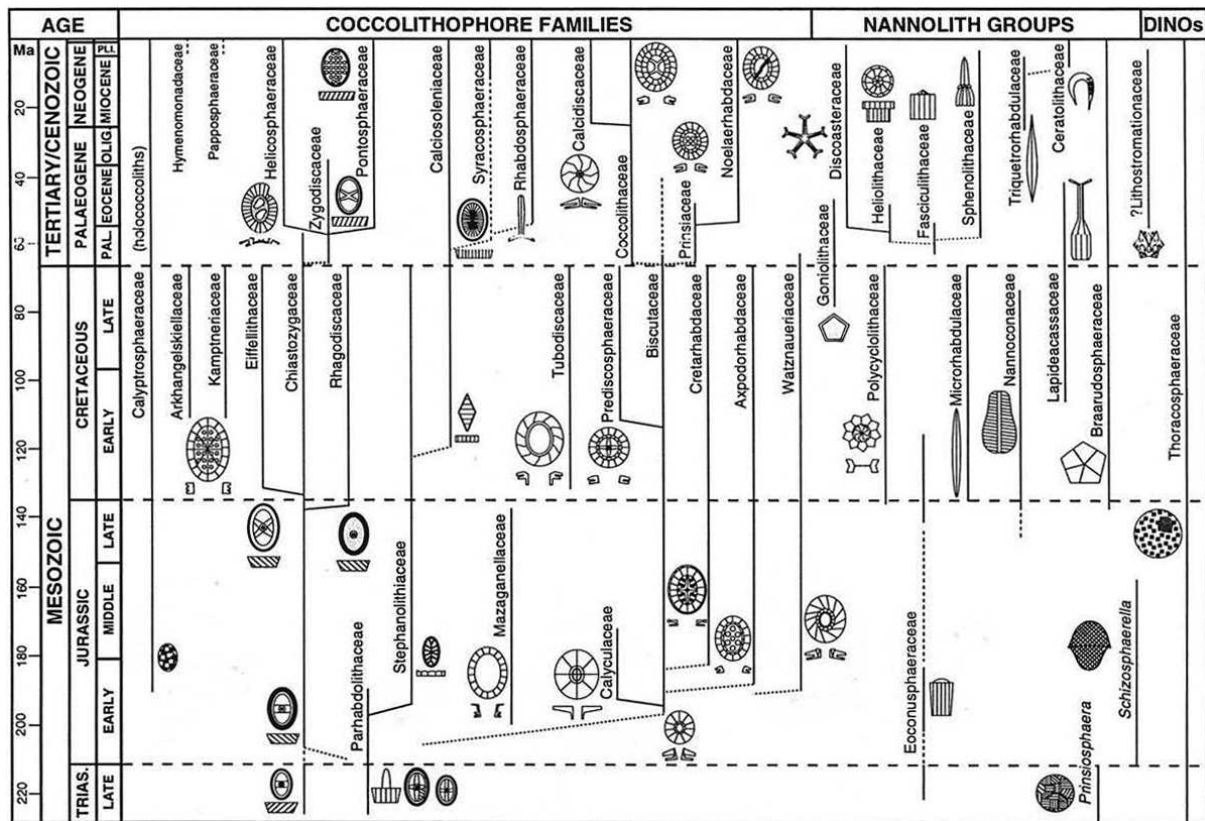 AGE COCCOLITHOPHORE FAMILIES NANNOLITH GROUPS DINOs
Ma
20
40
65
80
100
120
140
160
180
200
220
TERTIARY/CENOZOIC
MESOZOIC
NEOGENE
PALAEOGENE
CRETACEOUS
JURASSIC
TRIAS.
PLI.
MIOCENE
OLIG.
EOCENE
PAL.
LATE
EARLY
LATE
MIDDLE
EARLY
LATE
(holococcoliths)
Calyptrosphaeraceae
Hymenomonadaceae
Papposphaeraceae
Helicosphaeraceae
Zygodiscaceae
Pontosphaeraceae
Calciosoleniaceae
Syracosphaeraceae
Rhabdosphaeraceae
Calcidiscaceae
Coccolithaceae
Prinsiaceae
Noelaerhabdaceae
Discoasteraceae
Heliolithaceae
Fasciculithaceae
Sphenolithaceae
Triquetrorhabdulaceae
Ceratolithaceae
?Lithostromationaceae
Goniolithaceae
Arkhangelskiellaceae
Kamptneriaceae
Eiffellithaceae
Chiastozygaceae
Rhagodiscaceae
Tubodiscaceae
Prediscosphaeraceae
Biscutaceae
Cretarhabdaceae
Axpodorhabdaceae
Watznaueriaceae
Polycyclolithaceae
Microrhabdulaceae
Nannoconaceae
Lapideacassaceae
Braarudosphaeraceae
Thoracosphaeraceae
Parhabdolithaceae
Stephanolithiaceae
Mazaganellaceae
Calyculaceae
Eoconusphaeraceae
Prinsiosphaera
Schizosphaerella